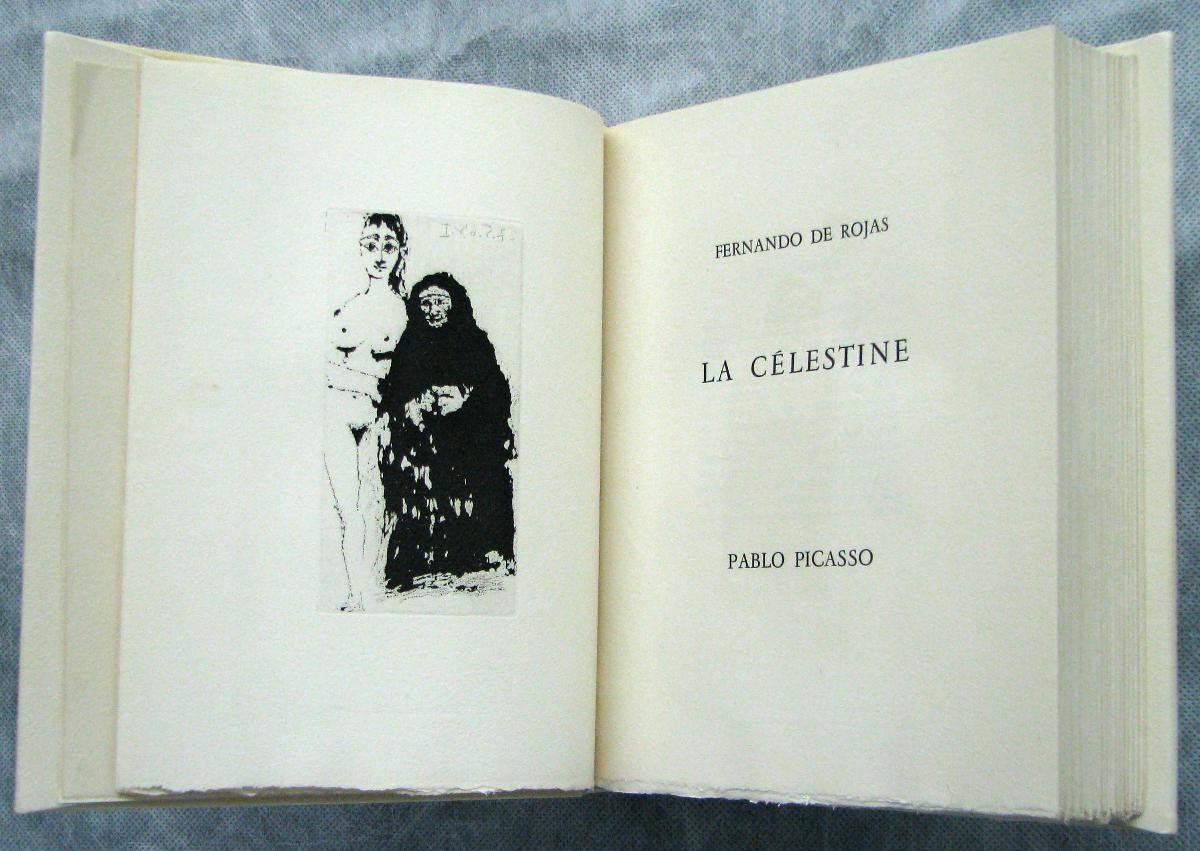 FERNANDO DE ROJAS
LA CÉLESTINE
PABLO PICASSO